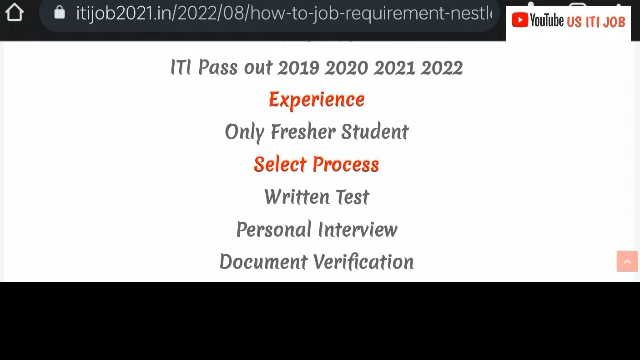 itijob2021.in/2022/08/how-to-job-requirement-nestl
YouTube US ITI JOB
ITI Pass out 2019 2020 2021 2022
Experience
Only Fresher Student
Select Process
Written Test
Personal Interview
Document Verification